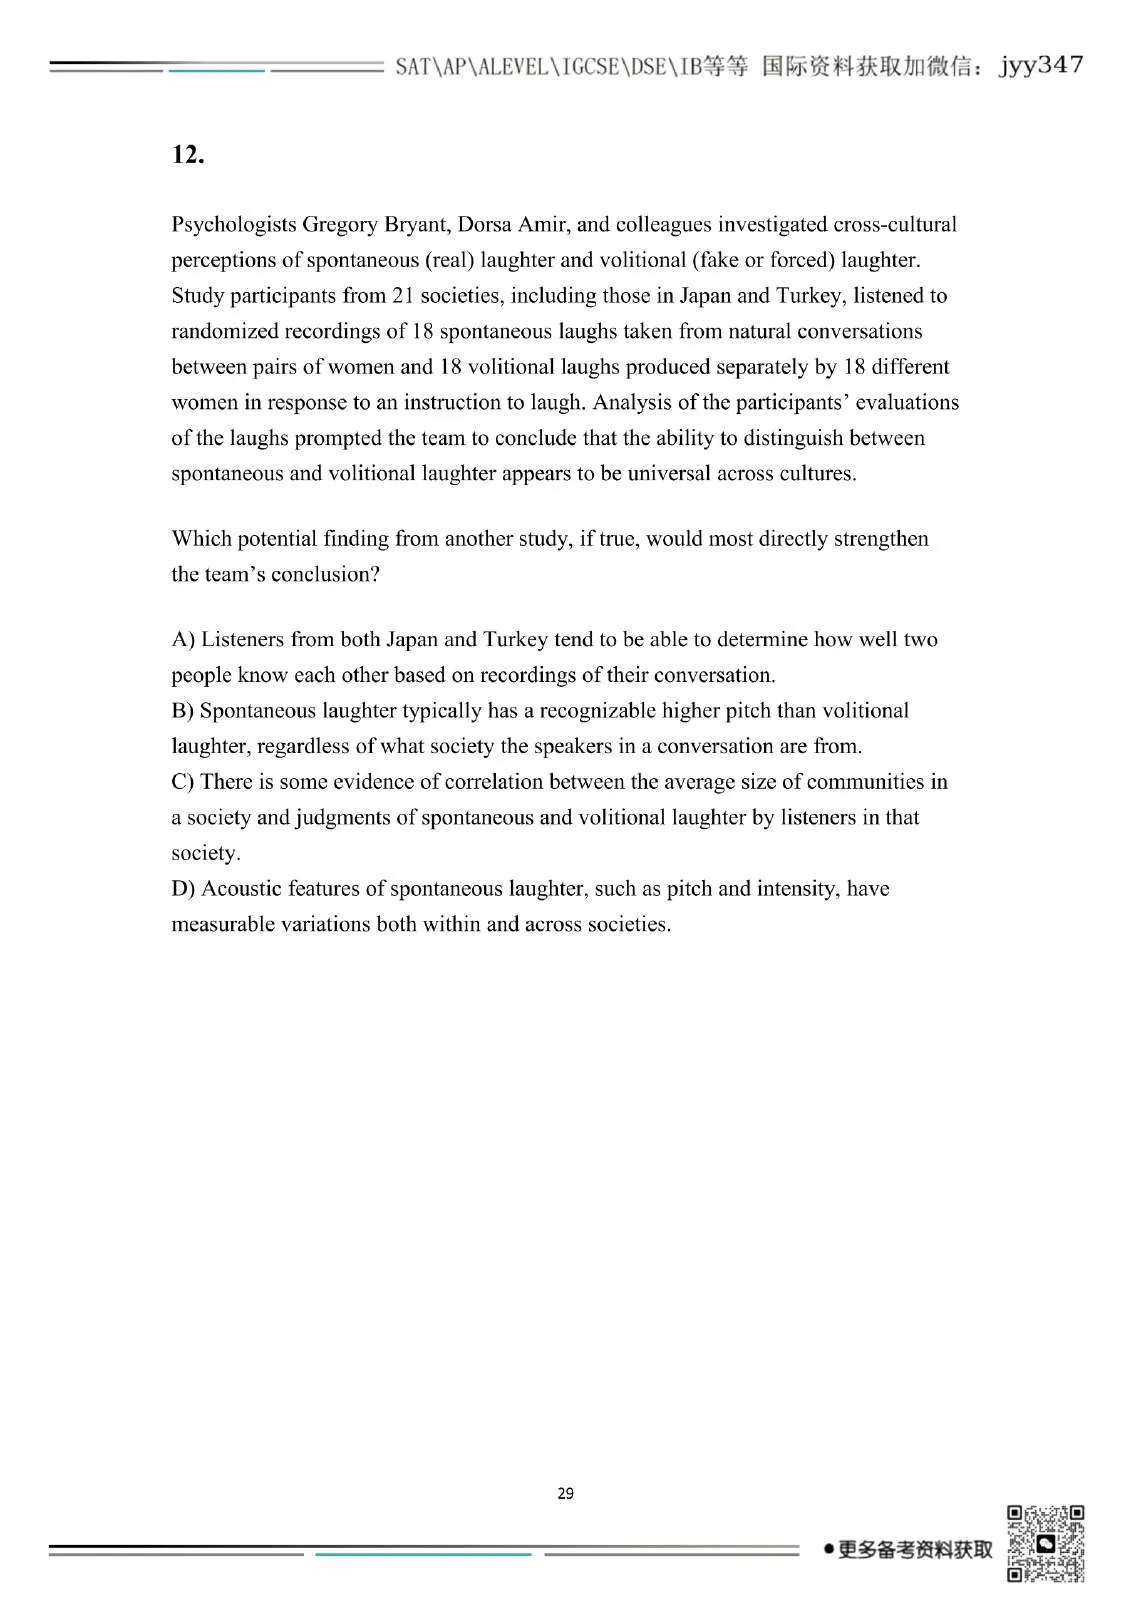 SAT\AP\ALEVEL\IGCSE\DSE\IB等等 国际资料获取加微信： jyy347
12.
Psychologists Gregory Bryant, Dorsa Amir, and colleagues investigated cross-cultural
perceptions of spontaneous (real) laughter and volitional (fake or forced) laughter.
Study participants from 21 societies, including those in Japan and Turkey, listened to
randomized recordings of 18 spontaneous laughs taken from natural conversations
between pairs of women and 18 volitional laughs produced separately by 18 different
women in response to an instruction to laugh. Analysis of the participants’ evaluations
of the laughs prompted the team to conclude that the ability to distinguish between
spontaneous and volitional laughter appears to be universal across cultures.
Which potential finding from another study, if true, would most directly strengthen
the team’s conclusion?
A) Listeners from both Japan and Turkey tend to be able to determine how well two
people know each other based on recordings of their conversation.
B) Spontaneous laughter typically has a recognizable higher pitch than volitional
laughter, regardless of what society the speakers in a conversation are from.
C) There is some evidence of correlation between the average size of communities in
a society and judgments of spontaneous and volitional laughter by listeners in that
society.
D) Acoustic features of spontaneous laughter, such as pitch and intensity, have
measurable variations both within and across societies.
29
●更多备考资料获取